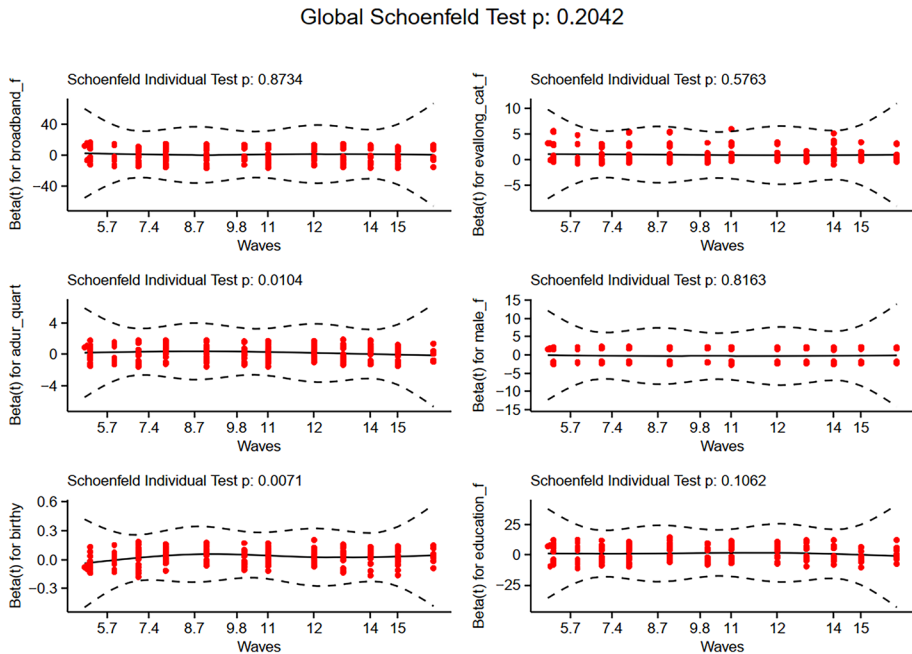 Global Schoenfeld Test p: 0.2042
Schoenfeld Individual Test p: 0.8734
Beta(t) for broadband_f
40
0
−40
5.7 7.4 8.7 9.8 11 12 14 15
Waves
Schoenfeld Individual Test p: 0.5763
Beta(t) for evallong_cat_f
10
5
0
−5
5.7 7.4 8.7 9.8 11 12 14 15
Waves
Schoenfeld Individual Test p: 0.0104
Beta(t) for adur_quart
4
0
−4
5.7 7.4 8.7 9.8 11 12 14 15
Waves
Schoenfeld Individual Test p: 0.8163
Beta(t) for male_f
15
10
5
0
−5
−10
−15
5.7 7.4 8.7 9.8 11 12 14 15
Waves
Schoenfeld Individual Test p: 0.0071
Beta(t) for birthy
0.6
0.3
0.0
−0.3
5.7 7.4 8.7 9.8 11 12 14 15
Waves
Schoenfeld Individual Test p: 0.1062
Beta(t) for education_f
25
0
−25
5.7 7.4 8.7 9.8 11 12 14 15
Waves